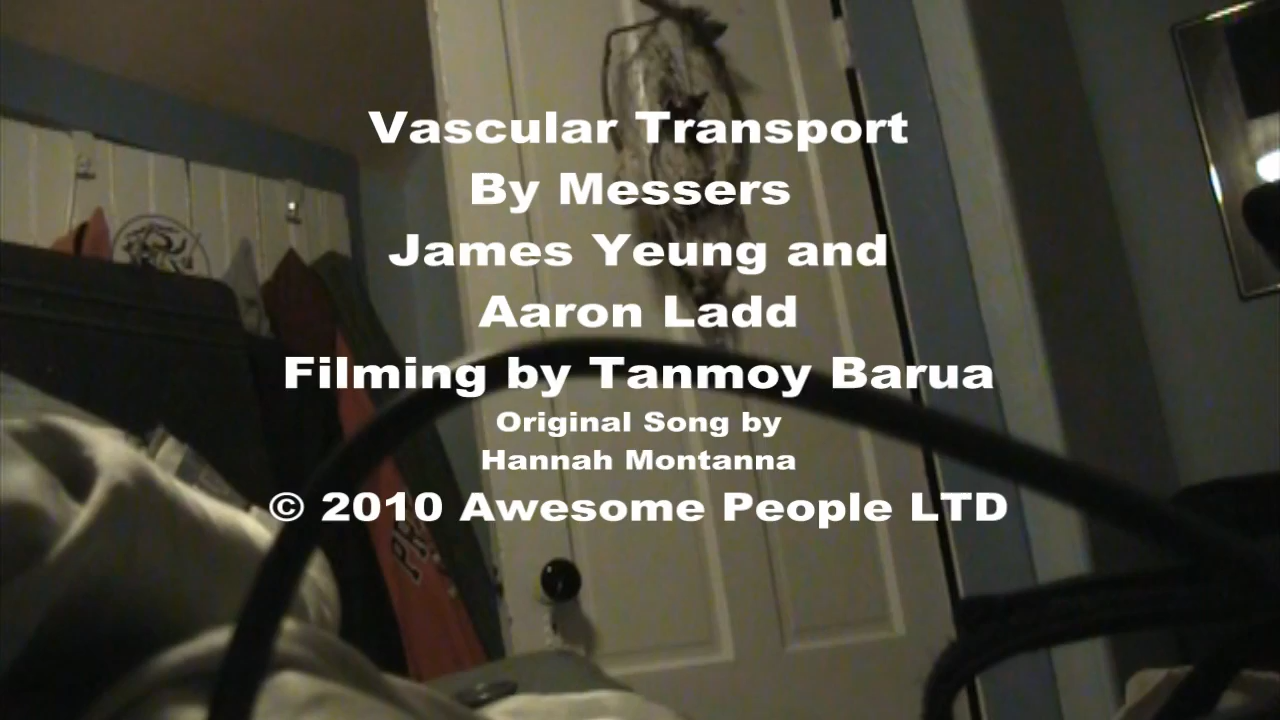 Vascular Transport
By Messers
James Yeung and
Aaron Ladd
Filming by Tanmoy Barua
Original Song by
Hannah Montanna
© 2010 Awesome People LTD
PR